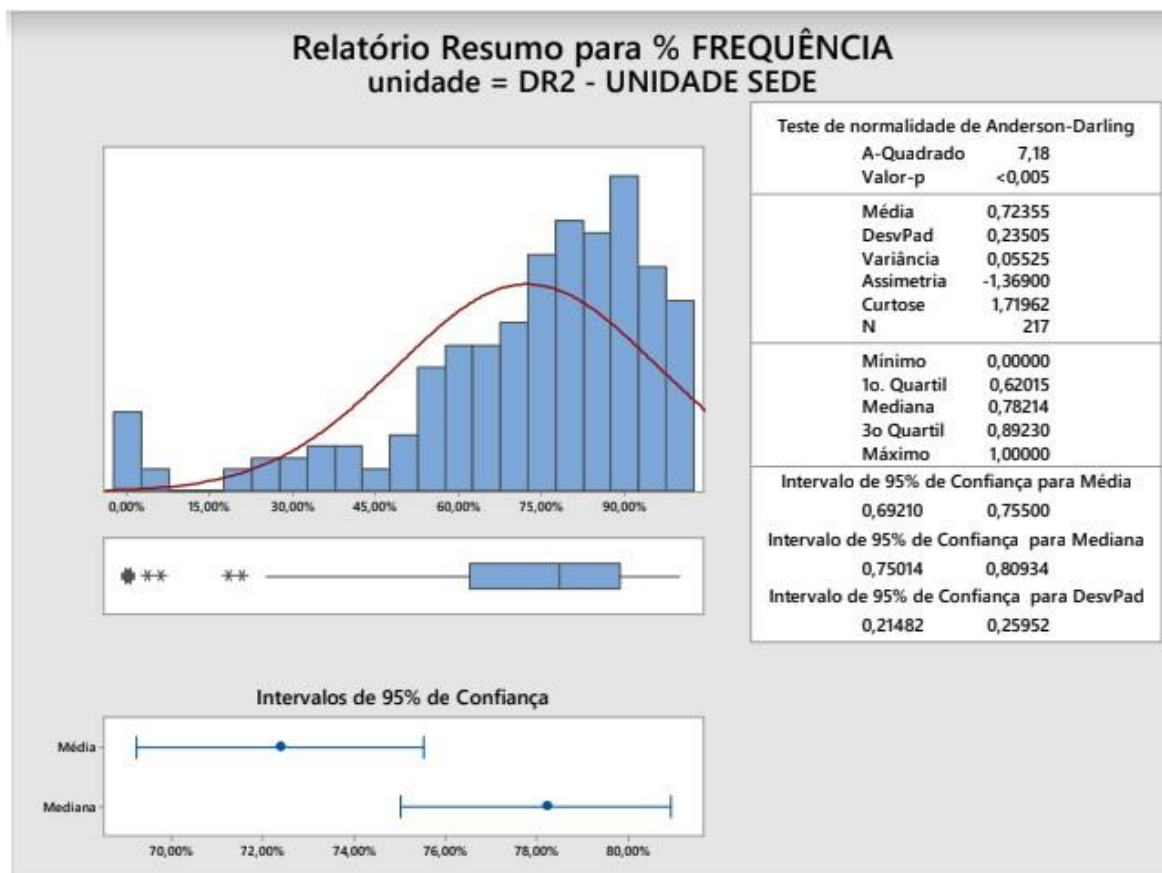 Relatório Resumo para % FREQUÊNCIA
unidade = DR2 - UNIDADE SEDE
Teste de normalidade de Anderson-Darling
A-Quadrado 7,18
Valor-p <0,005
Média 0,72355
DesvPad 0,23505
Variância 0,05525
Assimetria -1,36900
Curtose 1,71962
N 217
Mínimo 0,00000
1o. Quartil 0,62015
Mediana 0,78214
3o Quartil 0,89230
Máximo 1,00000
Intervalo de 95% de Confiança para Média
0,69210 0,75500
Intervalo de 95% de Confiança para Mediana
0,75014 0,80934
Intervalo de 95% de Confiança para DesvPad
0,21482 0,25952
0,00% 15,00% 30,00% 45,00% 60,00% 75,00% 90,00%
Intervalos de 95% de Confiança
Média
Mediana
70,00% 72,00% 74,00% 76,00% 78,00% 80,00%